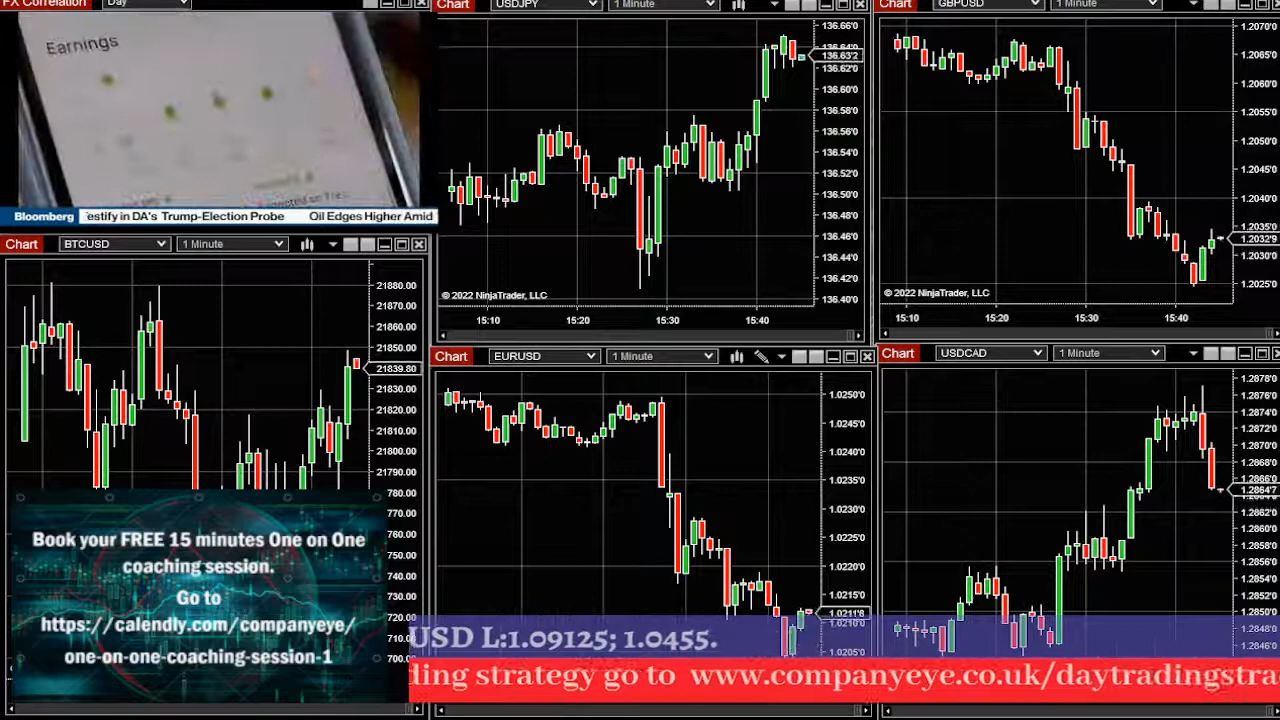 FX Correlation
Day
Earnings
Bloomberg
Testify in DA's Trump-Election Probe Oil Edges Higher Amid
Chart
USDJPY
1 Minute
136.66'0
136.64'0
136.63'2
136.62'0
136.60'0
136.58'0
136.56'0
136.54'0
136.52'0
136.50'0
136.48'0
136.46'0
136.44'0
136.42'0
136.40'0
© 2022 NinjaTrader, LLC
15:10 15:20 15:30 15:40
Chart
GBPUSD
1 Minute
1.2070'0
1.2065'0
1.2060'0
1.2055'0
1.2050'0
1.2045'0
1.2040'0
1.2035'0
1.2032'9
1.2030'0
1.2025'0
© 2022 NinjaTrader, LLC
15:10 15:20 15:30 15:40
Chart
BTCUSD
1 Minute
21880.00
21870.00
21860.00
21850.00
21839.80
21830.00
21820.00
21810.00
21800.00
21790.00
780.00
770.00
760.00
750.00
740.00
730.00
720.00
710.00
700.00
Book your FREE 15 minutes One on One
coaching session.
Go to
https://calendly.com/companyeye/
one-on-one-coaching-session-1
Chart
EURUSD
1 Minute
1.0250'0
1.0245'0
1.0240'0
1.0235'0
1.0230'0
1.0225'0
1.0220'0
1.0215'0
1.0211'8
1.0210'0
1.0205'0
Chart
USDCAD
1 Minute
1.2878'0
1.2876'0
1.2874'0
1.2872'0
1.2870'0
1.2868'0
1.2866'0
1.2864'7
1.2862'0
1.2860'0
1.2858'0
1.2856'0
1.2854'0
1.2852'0
1.2850'0
1.2848'0
1.2846'0
USD L:1.09125; 1.0455.
ding strategy go to www.companyeye.co.uk/daytradingstra